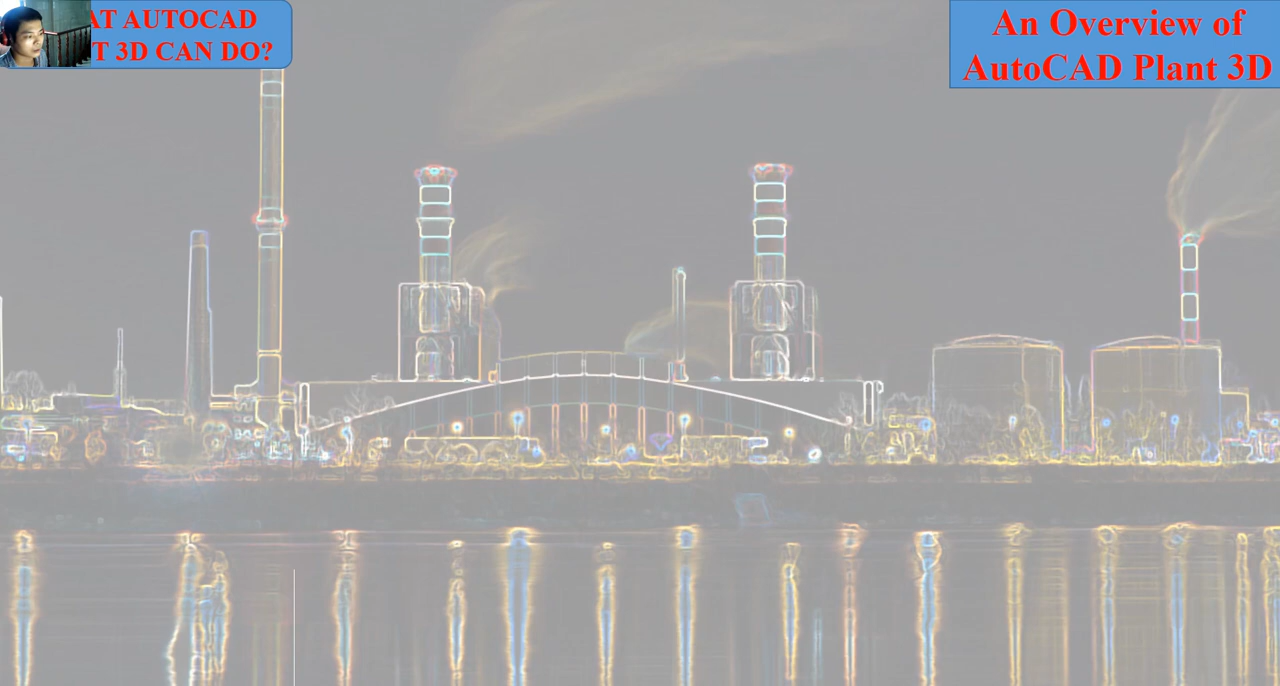 AT AUTOCAD
T 3D CAN DO?
An Overview of
AutoCAD Plant 3D